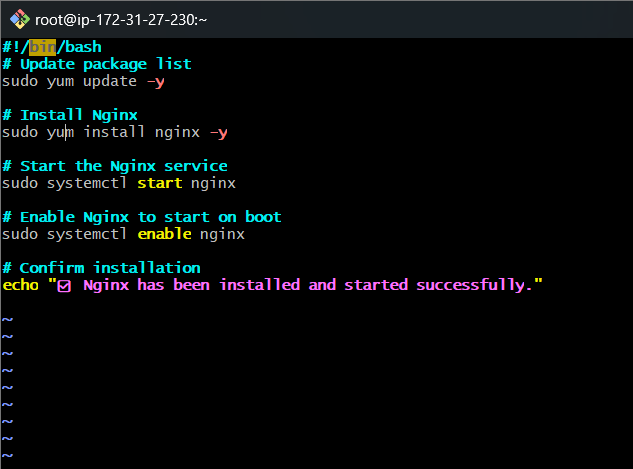 root@ip-172-31-27-230:~
#!/bin/bash
# Update package list
sudo yum update -y

# Install Nginx
sudo yum install nginx -y

# Start the Nginx service
sudo systemctl start nginx

# Enable Nginx to start on boot
sudo systemctl enable nginx

# Confirm installation
echo "☑ Nginx has been installed and started successfully."

~
~
~
~
~
~
~
~
~